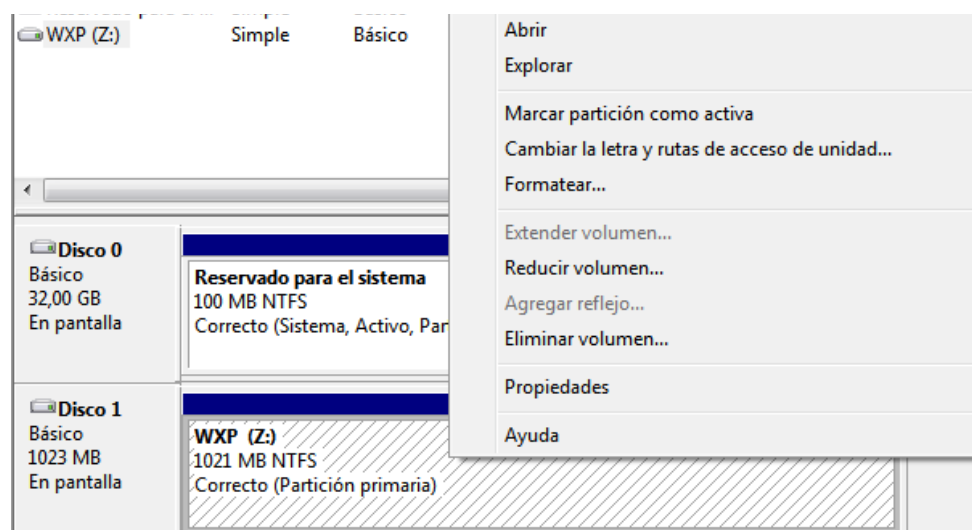 WXP (Z:) Simple Básico
Abrir
Explorar
Marcar partición como activa
Cambiar la letra y rutas de acceso de unidad...
Formatear...
Extender volumen...
Reducir volumen...
Agregar reflejo...
Eliminar volumen...
Propiedades
Ayuda
Disco 0
Básico
32,00 GB
En pantalla
Reservado para el sistema
100 MB NTFS
Correcto (Sistema, Activo, Par
Disco 1
Básico
1023 MB
En pantalla
WXP (Z:)
1021 MB NTFS
Correcto (Partición primaria)